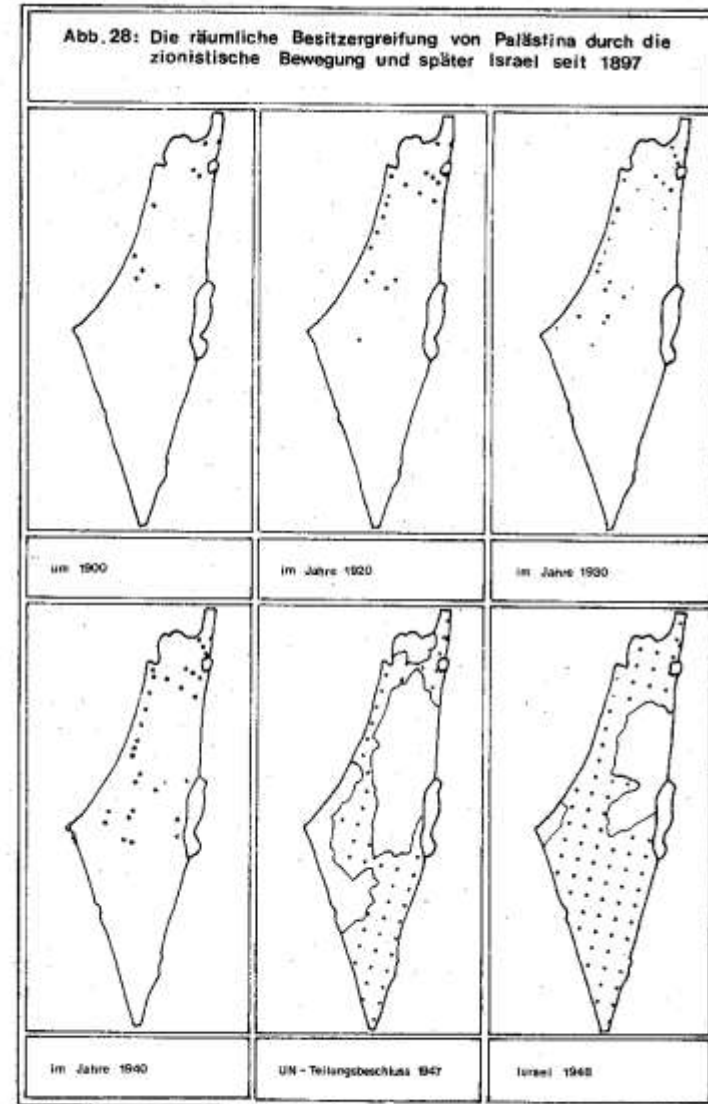 Abb. 28: Die räumliche Besitzergreifung von Palästina durch die
zionistische Bewegung und später Israel seit 1897
um 1900
im Jahre 1920
im Jahre 1930
im Jahre 1940
UN - Teilungsbeschluss 1947
Israel 1948